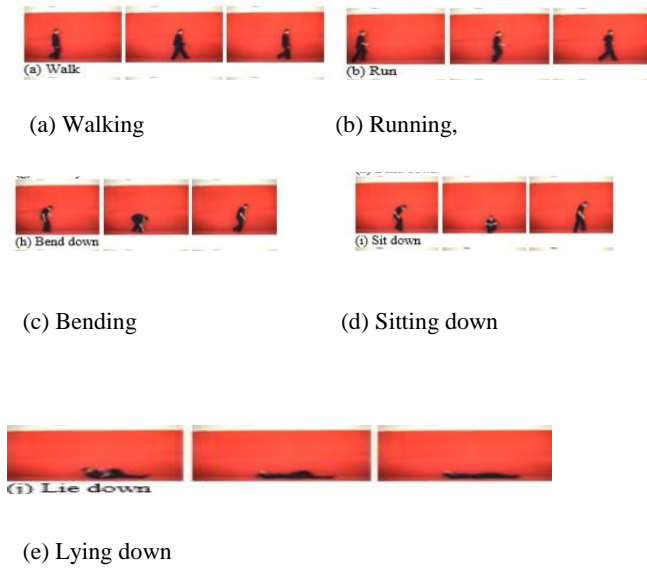 (a) Walk
(b) Run
(a) Walking
(b) Running,
(h) Bend down
(i) Sit down
(c) Bending
(d) Sitting down
(j) Lie down
(e) Lying down